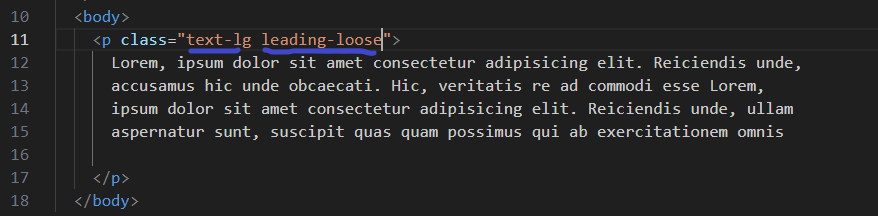 10 <body>
11 <p class="text-lg leading-loose">
12 Lorem, ipsum dolor sit amet consectetur adipisicing elit. Reiciendis unde,
13 accusamus hic unde obcaecati. Hic, veritatis re ad commodi esse Lorem,
14 ipsum dolor sit amet consectetur adipisicing elit. Reiciendis unde, ullam
15 aspernatur sunt, suscipit quas quam possimus qui ab exercitationem omnis
16
17 </p>
18 </body>